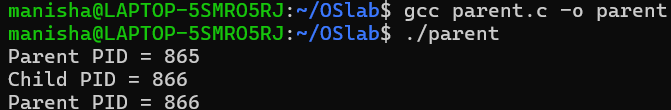 manisha@LAPTOP-5SMRO5RJ:~/OSlab$ gcc parent.c -o parent
manisha@LAPTOP-5SMRO5RJ:~/OSlab$ ./parent
Parent PID = 865
Child PID = 866
Parent PID = 866